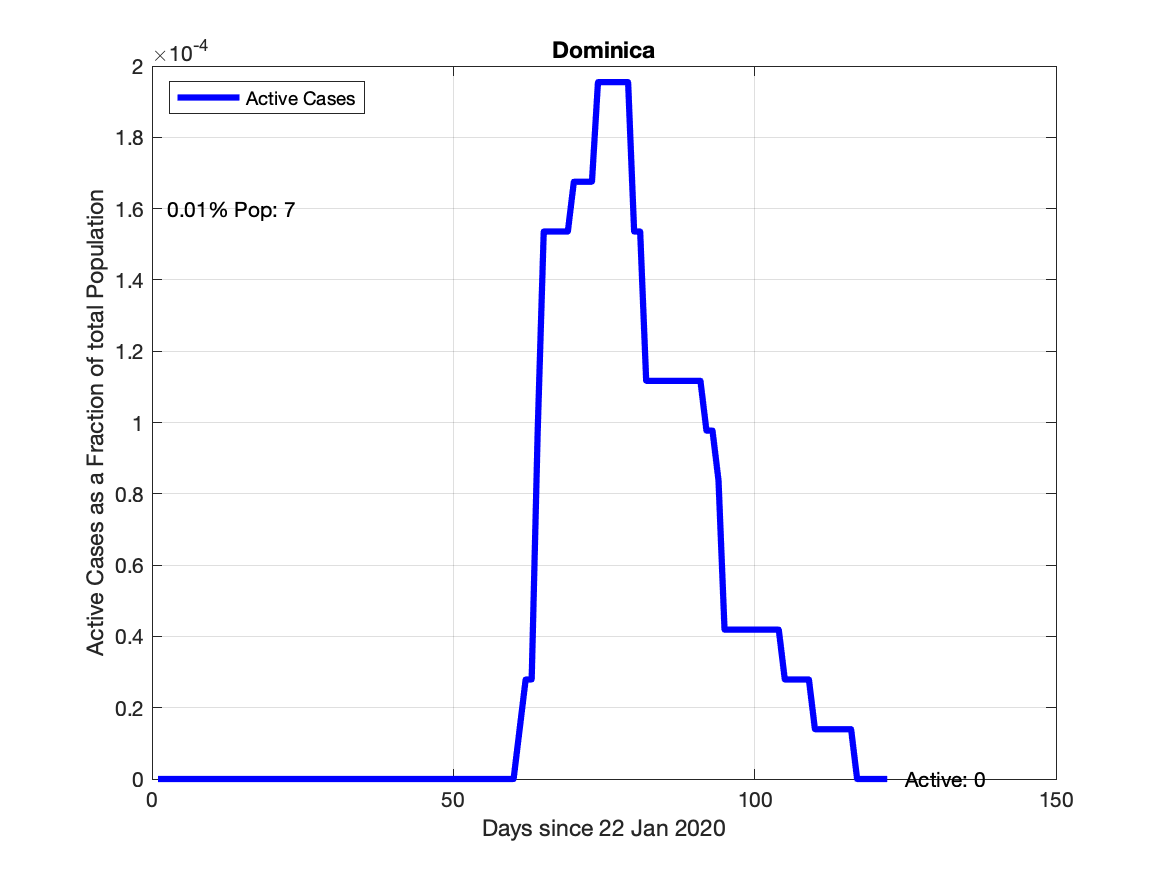 Dominica
×10-4
2
1.8
1.6
1.4
1.2
1
0.8
0.6
0.4
0.2
0
Active Cases
0.01% Pop: 7
Active: 0
0
50
100
150
Days since 22 Jan 2020
Active Cases as a Fraction of total Population